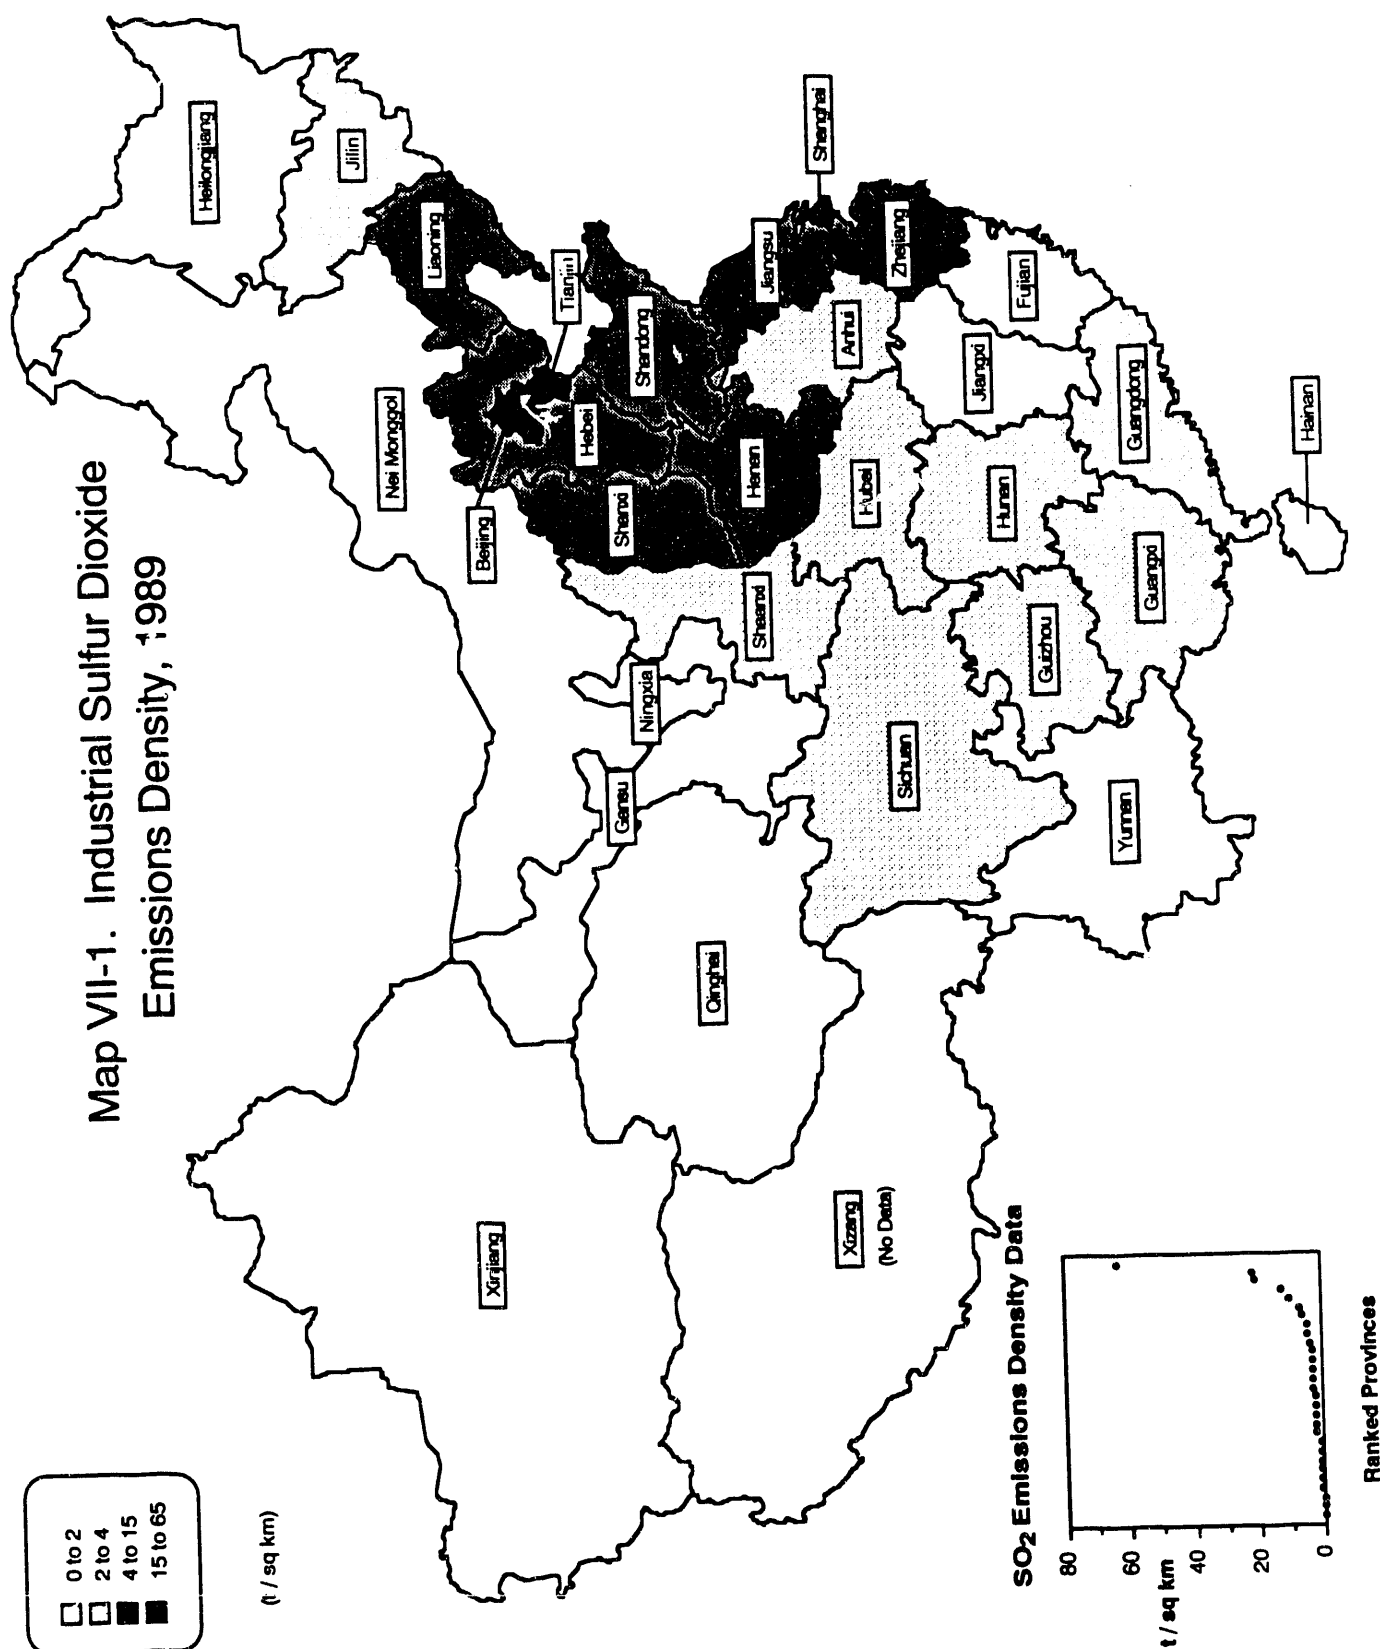 Map VII-1. Industrial Sulfur Dioxide
Emissions Density, 1989
0 to 2
2 to 4
4 to 15
15 to 65
(t / sq km)
Heilongjiang
Jilin
Liaoning
Nei Monggol
Beijing
Tianjin
Hebei
Shanxi
Shandong
Henan
Jiangsu
Shanghai
Zhejiang
Anhui
Hubei
Shaanxi
Ningxia
Gansu
Qinghai
Xinjiang
Xizang
(No Data)
Sichuan
Yunnan
Guizhou
Guangxi
Hunan
Jiangxi
Fujian
Guangdong
Hainan
SO₂ Emissions Density Data
80
60
40
20
0
t / sq km
Ranked Provinces